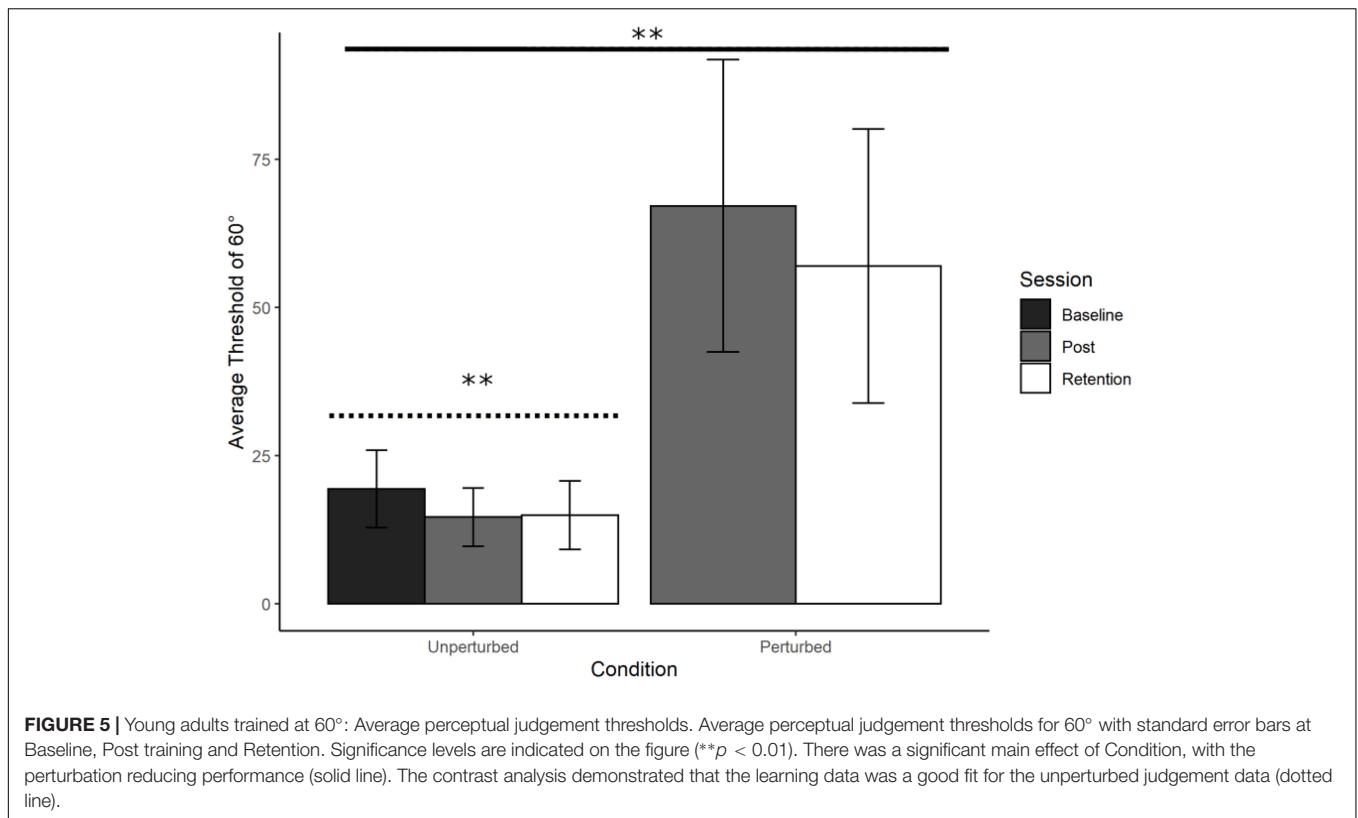 **
75
50
25
0
Average Threshold of 60°
**
Unperturbed
Perturbed
Condition
Session
Baseline
Post
Retention
FIGURE 5 | Young adults trained at 60°: Average perceptual judgement thresholds. Average perceptual judgement thresholds for 60° with standard error bars at
Baseline, Post training and Retention. Significance levels are indicated on the figure (**p < 0.01). There was a significant main effect of Condition, with the
perturbation reducing performance (solid line). The contrast analysis demonstrated that the learning data was a good fit for the unperturbed judgement data (dotted
line).